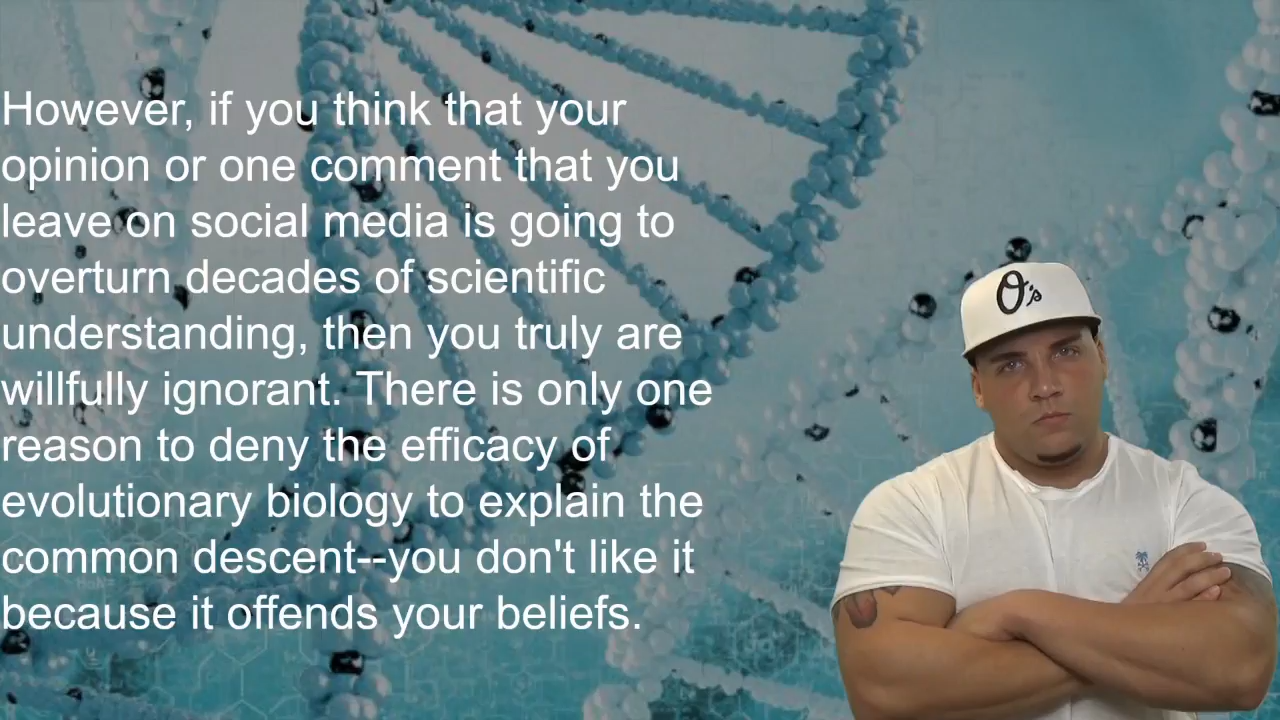 However, if you think that your
opinion or one comment that you
leave on social media is going to
overturn decades of scientific
understanding, then you truly are
willfully ignorant. There is only one
reason to deny the efficacy of
evolutionary biology to explain the
common descent--you don't like it
because it offends your beliefs.
O's